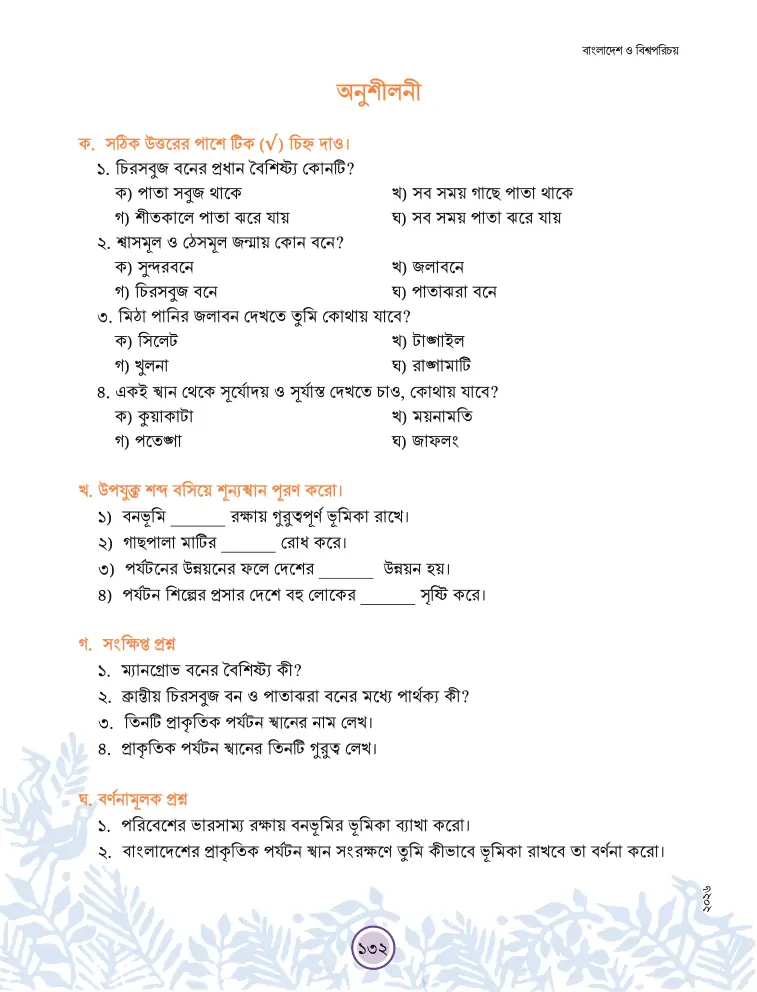 বাংলাদেশ ও বিশ্বপরিচয়
অনুশীলনী
ক. সঠিক উত্তরের পাশে টিক (√) চিহ্ন দাও।
১. চিরসবুজ বনের প্রধান বৈশিষ্ট্য কোনটি?
ক) পাতা সবুজ থাকে খ) সব সময় গাছে পাতা থাকে
গ) শীতকালে পাতা ঝরে যায় ঘ) সব সময় পাতা ঝরে যায়
২. শ্বাসমূল ও ঠেসমূল জন্মায় কোন বনে?
ক) সুন্দরবনে খ) জলাবনে
গ) চিরসবুজ বনে ঘ) পাতাঝরা বনে
৩. মিঠা পানির জলাবন দেখতে তুমি কোথায় যাবে?
ক) সিলেট খ) টাঙ্গাইল
গ) খুলনা ঘ) রাঙ্গামাটি
৪. একই স্থান থেকে সূর্যোদয় ও সূর্যাস্ত দেখতে চাও, কোথায় যাবে?
ক) কুয়াকাটা খ) ময়নামতি
গ) পতেঙ্গা ঘ) জাফলং
খ. উপযুক্ত শব্দ বসিয়ে শূন্যস্থান পূরণ করো।
১) বনভূমি ______ রক্ষায় গুরুত্বপূর্ণ ভূমিকা রাখে।
২) গাছপালা মাটির ______ রোধ করে।
৩) পর্যটনের উন্নয়নের ফলে দেশের ______ উন্নয়ন হয়।
৪) পর্যটন শিল্পের প্রসার দেশে বহু লোকের ______ সৃষ্টি করে।
গ. সংক্ষিপ্ত প্রশ্ন
১. ম্যানগ্রোভ বনের বৈশিষ্ট্য কী?
২. ক্রান্তীয় চিরসবুজ বন ও পাতাঝরা বনের মধ্যে পার্থক্য কী?
৩. তিনটি প্রাকৃতিক পর্যটন স্থানের নাম লেখ।
৪. প্রাকৃতিক পর্যটন স্থানের তিনটি গুরুত্ব লেখ।
ঘ. বর্ণনামূলক প্রশ্ন
১. পরিবেশের ভারসাম্য রক্ষায় বনভূমির ভূমিকা ব্যাখা করো।
২. বাংলাদেশের প্রাকৃতিক পর্যটন স্থান সংরক্ষণে তুমি কীভাবে ভূমিকা রাখবে তা বর্ণনা করো।
২০২৬
১৩২